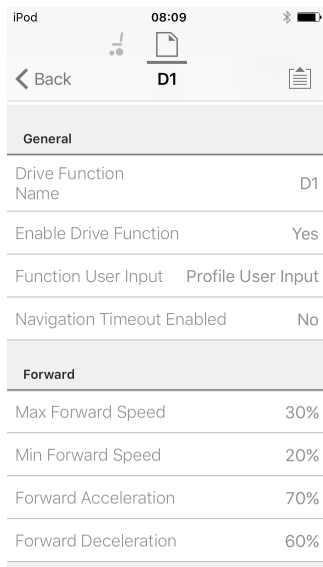 iPod 08:09
Back D1
General
Drive Function
Name D1
Enable Drive Function Yes
Function User Input Profile User Input
Navigation Timeout Enabled No
Forward
Max Forward Speed 30%
Min Forward Speed 20%
Forward Acceleration 70%
Forward Deceleration 60%